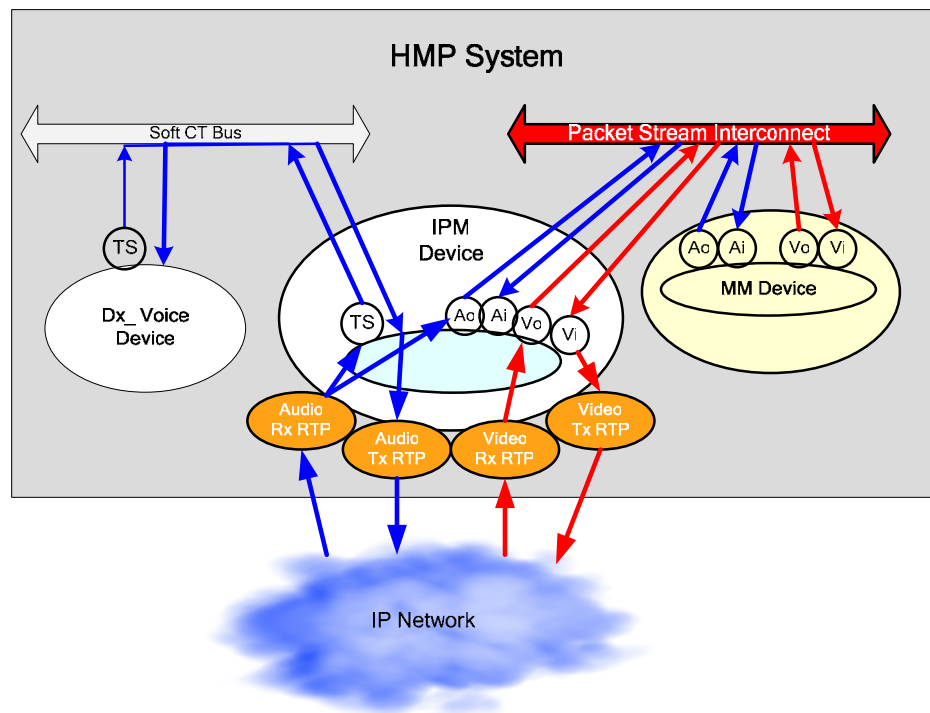 HMP System
Soft CT Bus
Packet Stream Interconnect
TS
Dx_ Voice
Device
IPM
Device
TS
Ao
Ai
Vo
Vi
Ao
Ai
Vo
Vi
MM Device
Audio
Rx RTP
Audio
Tx RTP
Video
Rx RTP
Video
Tx RTP
IP Network